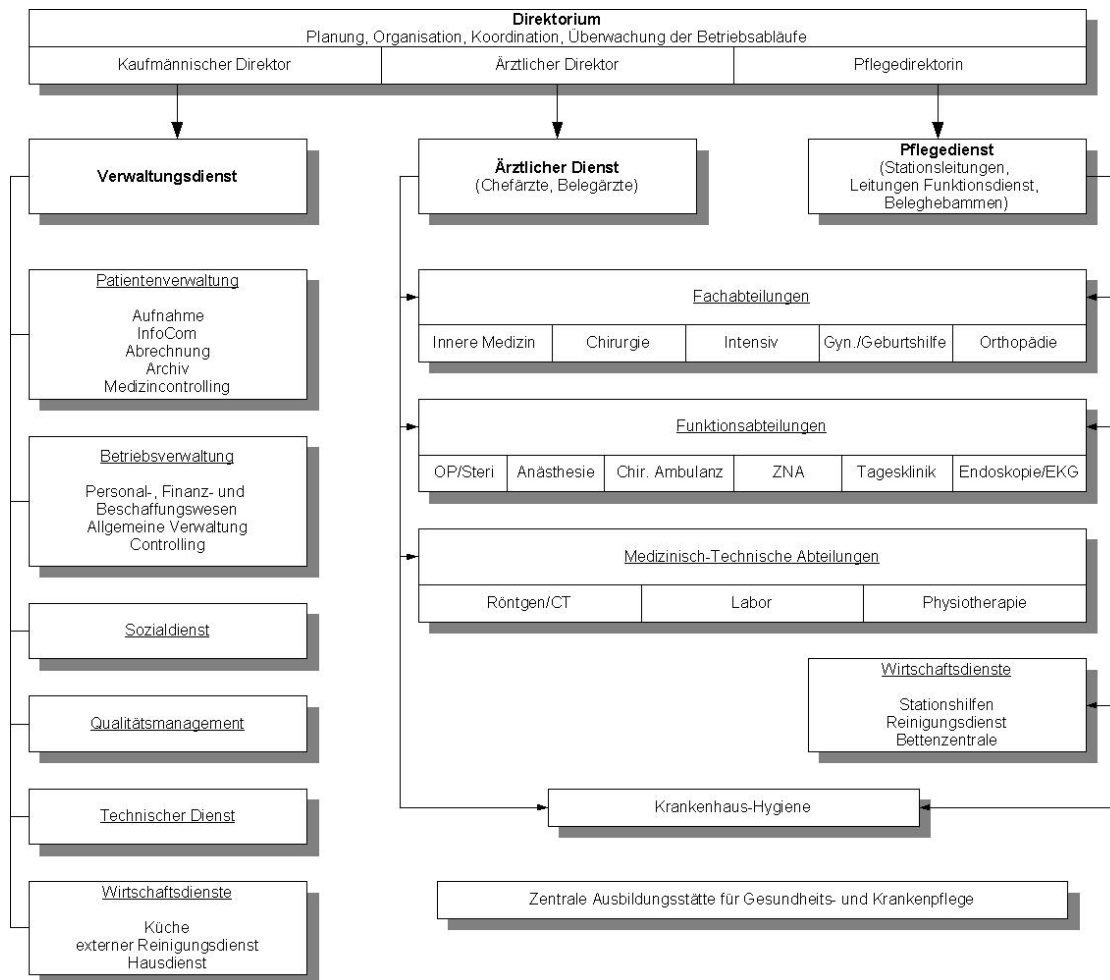 Direktorium
Planung, Organisation, Koordination, Überwachung der Betriebsabläufe
Kaufmännischer Direktor
Ärztlicher Direktor
Pflegedirektorin
Verwaltungsdienst
Ärztlicher Dienst
(Chefärzte, Belegärzte)
Pflegedienst
(Stationsleitungen,
Leitungen Funktionsdienst,
Beleghebammen)
Patientenverwaltung
Aufnahme
InfoCom
Abrechnung
Archiv
Medizincontrolling
Fachabteilungen
Innere Medizin
Chirurgie
Intensiv
Gyn./Geburtshilfe
Orthopädie
Betriebsverwaltung
Personal-, Finanz- und
Beschaffungswesen
Allgemeine Verwaltung
Controlling
Funktionsabteilungen
OP/Steri
Anästhesie
Chir. Ambulanz
ZNA
Tagesklinik
Endoskopie/EKG
Medizinisch-Technische Abteilungen
Röntgen/CT
Labor
Physiotherapie
Sozialdienst
Qualitätsmanagement
Wirtschaftsdienste
Stationshilfen
Reinigungsdienst
Bettenzentrale
Technischer Dienst
Krankenhaus-Hygiene
Wirtschaftsdienste
Küche
externer Reinigungsdienst
Hausdienst
Zentrale Ausbildungsstätte für Gesundheits- und Krankenpflege